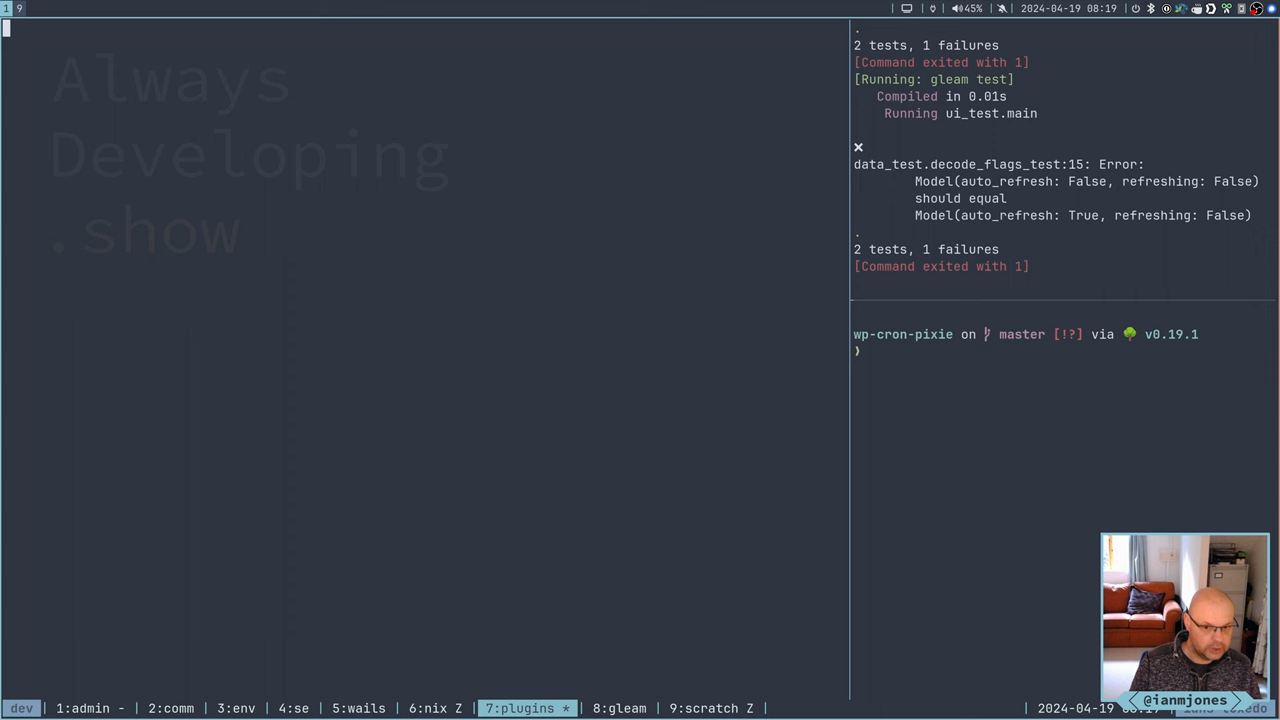 1 9
45% 2024-04-19 08:19
Always
Developing
.show
.
2 tests, 1 failures
[Command exited with 1]
[Running: gleam test]
Compiled in 0.01s
Running ui_test.main
data_test.decode_flags_test:15: Error:
Model(auto_refresh: False, refreshing: False)
should equal
Model(auto_refresh: True, refreshing: False)
.
2 tests, 1 failures
[Command exited with 1]
wp-cron-pixie on master [!?] via v0.19.1
❯
@ianmjones
dev 1:admin - | 2:comm | 3:env | 4:se | 5:wails | 6:nix Z | 7:plugins * | 8:gleam | 9:scratch Z | | 2024-04-19